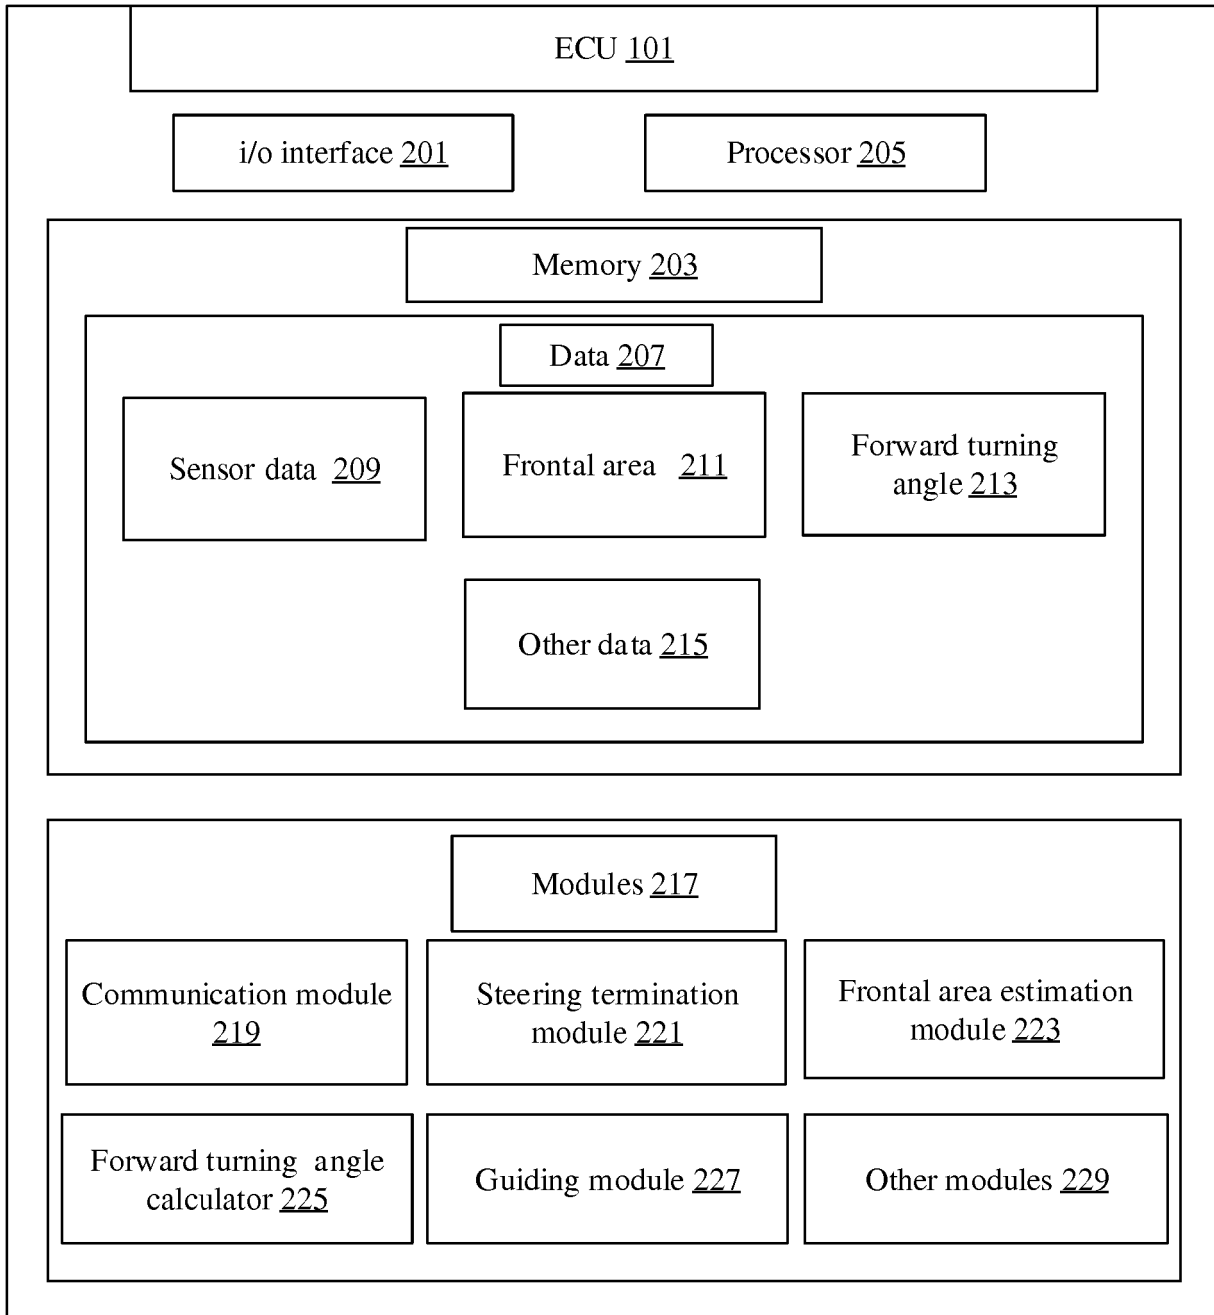 ECU 101
i/o interface 201
Processor 205
Memory 203
Data 207
Sensor data 209
Frontal area 211
Forward turning
angle 213
Other data 215
Modules 217
Communication module
219
Steering termination
module 221
Frontal area estimation
module 223
Forward turning angle
calculator 225
Guiding module 227
Other modules 229